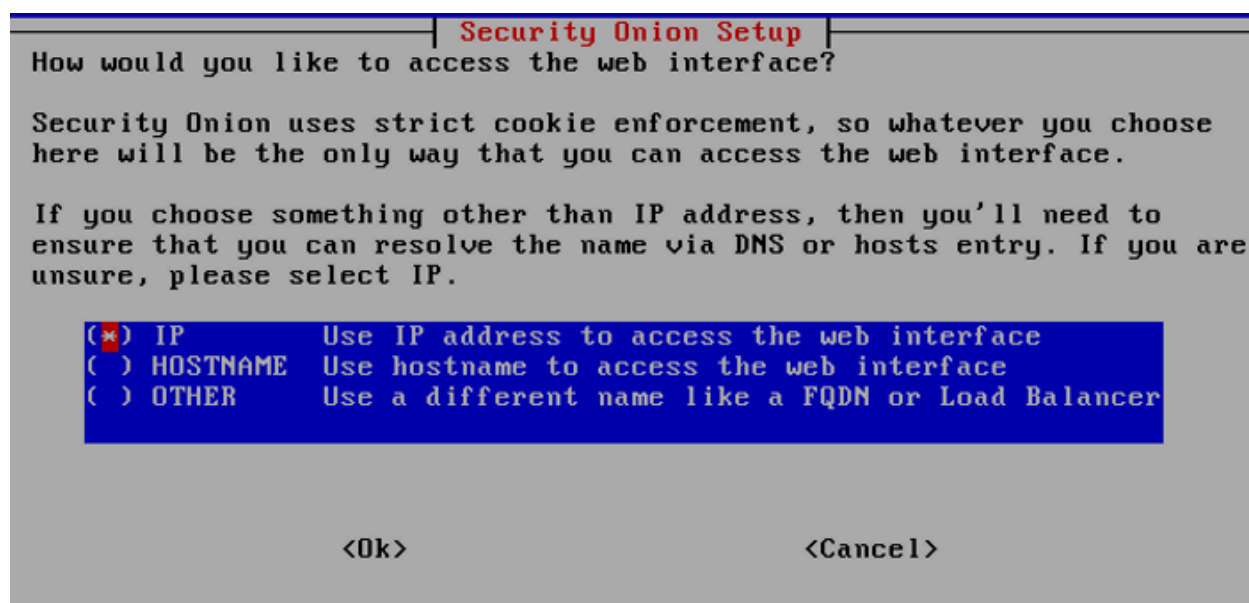 Security Onion Setup
How would you like to access the web interface?
Security Onion uses strict cookie enforcement, so whatever you choose
here will be the only way that you can access the web interface.
If you choose something other than IP address, then you'll need to
ensure that you can resolve the name via DNS or hosts entry. If you are
unsure, please select IP.
(*) IP Use IP address to access the web interface
( ) HOSTNAME Use hostname to access the web interface
( ) OTHER Use a different name like a FQDN or Load Balancer
<Ok> <Cancel>